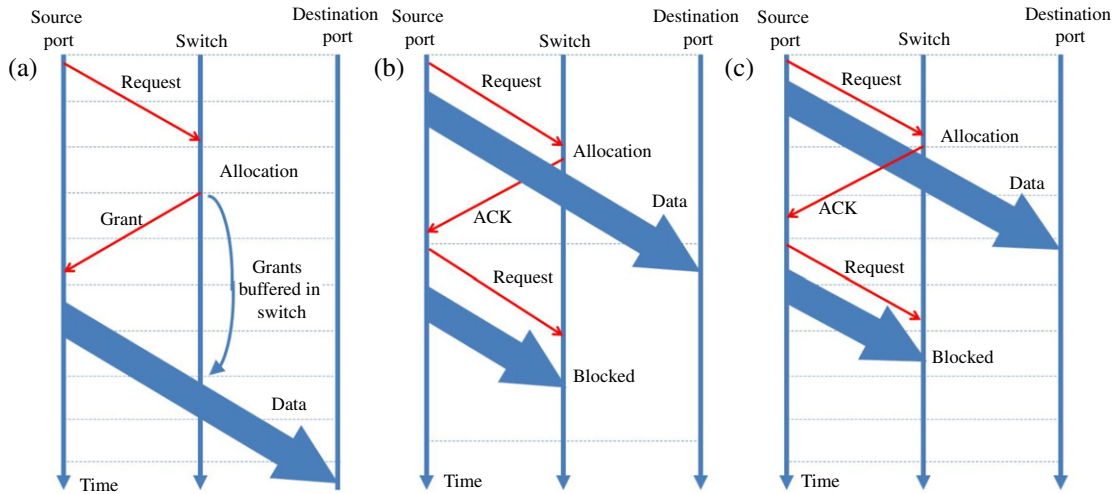 (a)
Source
port
Switch
Destination
port
Request
Allocation
Grant
Grants
buffered in
switch
Data
Time
(b)
Source
port
Switch
Destination
port
Request
Allocation
Data
ACK
Request
Blocked
Time
(c)
Source
port
Switch
Destination
port
Request
Allocation
Data
ACK
Request
Blocked
Time